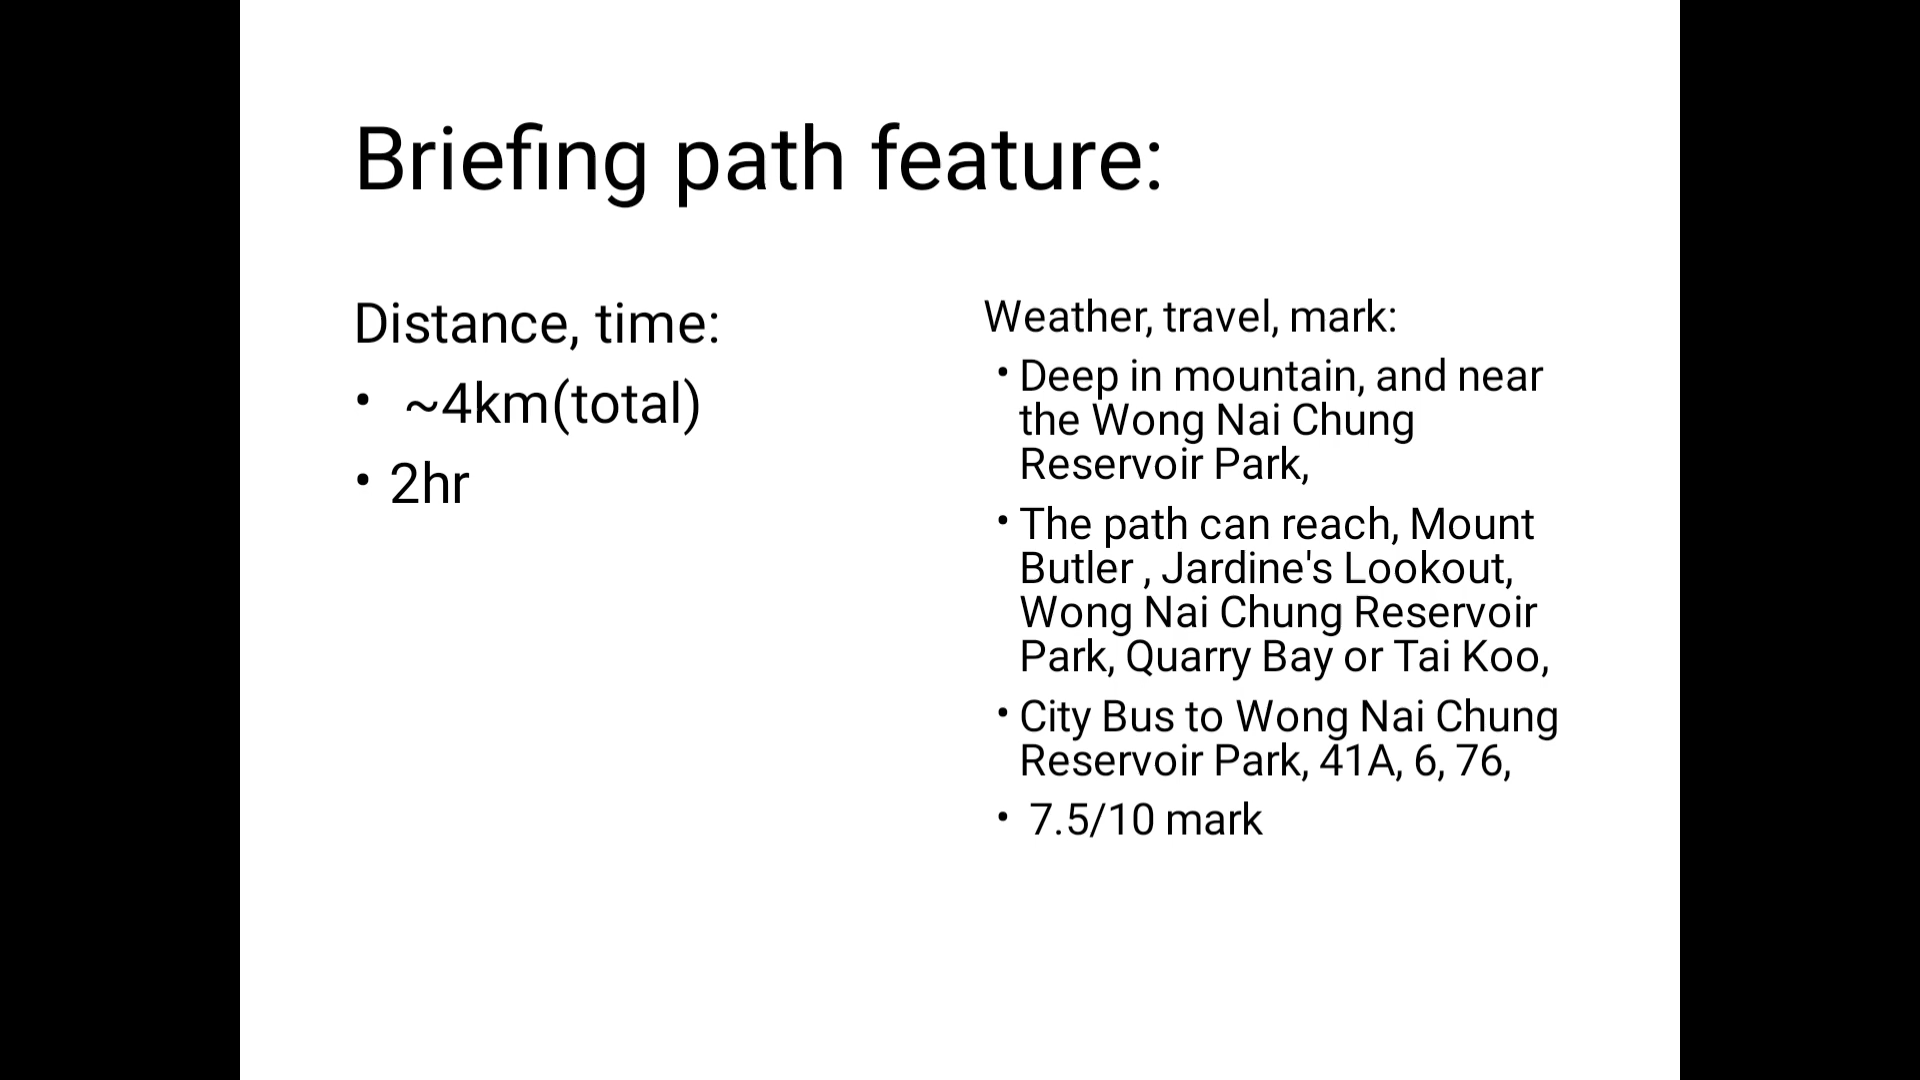 Briefing path feature:
Distance, time:
• ~4km(total)
• 2hr
Weather, travel, mark:
• Deep in mountain, and near
the Wong Nai Chung
Reservoir Park,
• The path can reach, Mount
Butler , Jardine's Lookout,
Wong Nai Chung Reservoir
Park, Quarry Bay or Tai Koo,
• City Bus to Wong Nai Chung
Reservoir Park, 41A, 6, 76,
• 7.5/10 mark